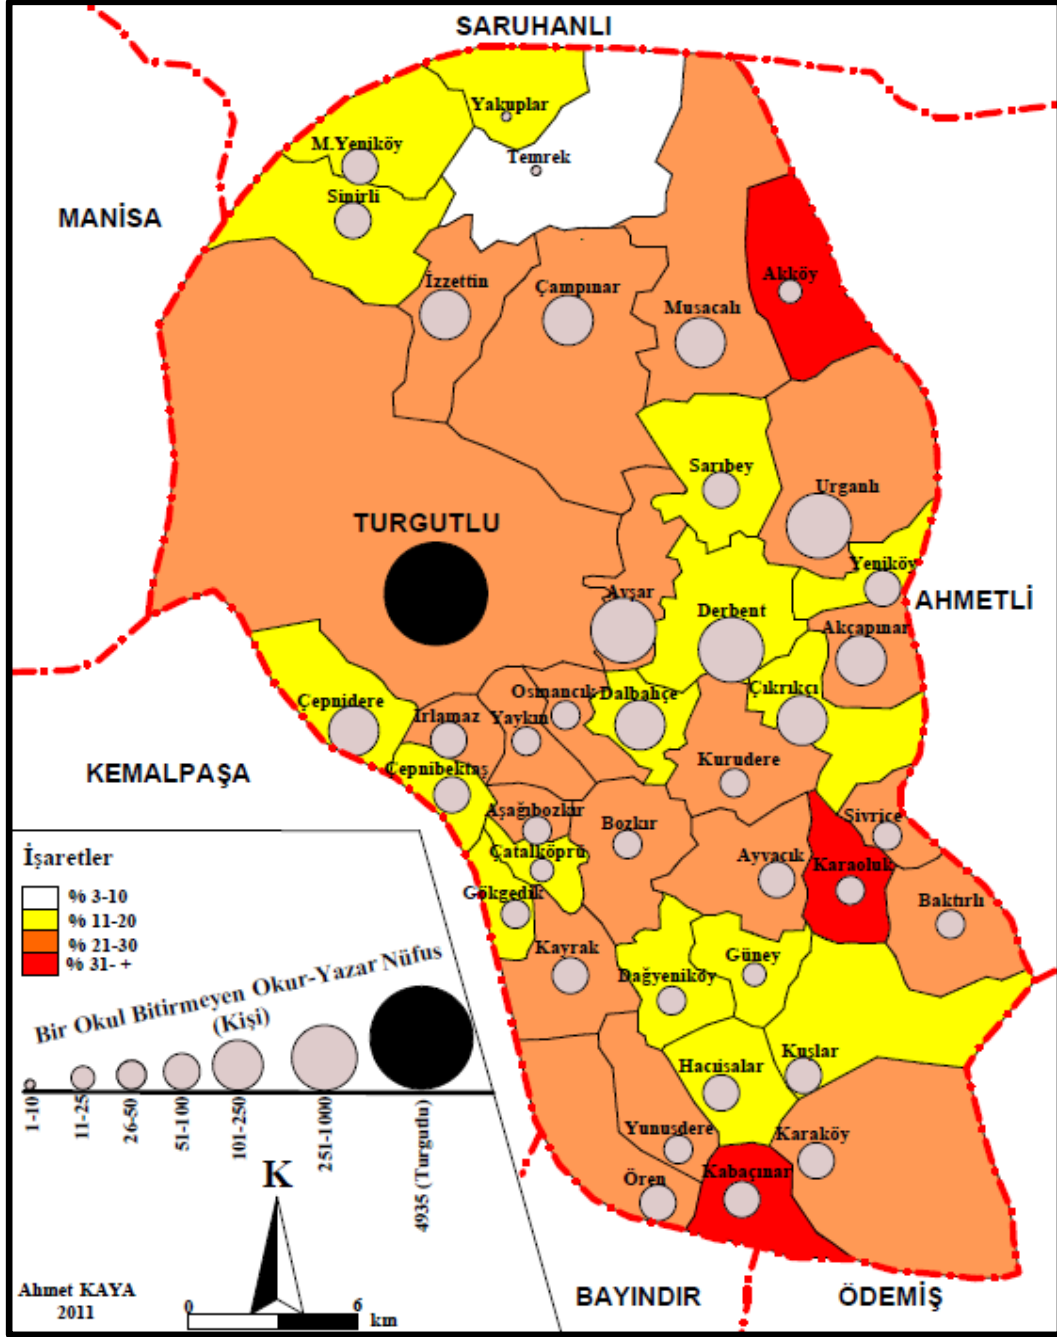 SARUHANLI
Yakuplar
M.Yeniköy
Temrek
Sinirli
MANİSA
Akköy
İzzettin
Çampınar
Musacalı
Sarıbey
Urganlı
TURGUTLU
Yeniköy
Avşar
AHMETLİ
Derbent
Akçapınar
Çıkrıkçı
Osmancık
Dalbahçe
Çepnidere
Irlamaz
Yaykın
Kurudere
KEMALPAŞA
Çepnibektaş
Aşağıbozkır
Bozkır
Sivrice
Çatalköprü
Ayvacık
Karaoluk
Gökgedik
Baktırlı
Kayrak
Dağyeniköy
Güney
Hacıisalar
Kuşlar
Yunusdere
Karaköy
Ören
Kabaçınar
BAYINDIR
ÖDEMİŞ
İşaretler
% 3-10
% 11-20
% 21-30
% 31- +
Bir Okul Bitirmeyen Okur-Yazar Nüfus
(Kişi)
1-10
11-25
26-50
51-100
101-250
251-1000
4935 (Turgutlu)
K
Ahmet KAYA
2011
0
6
km